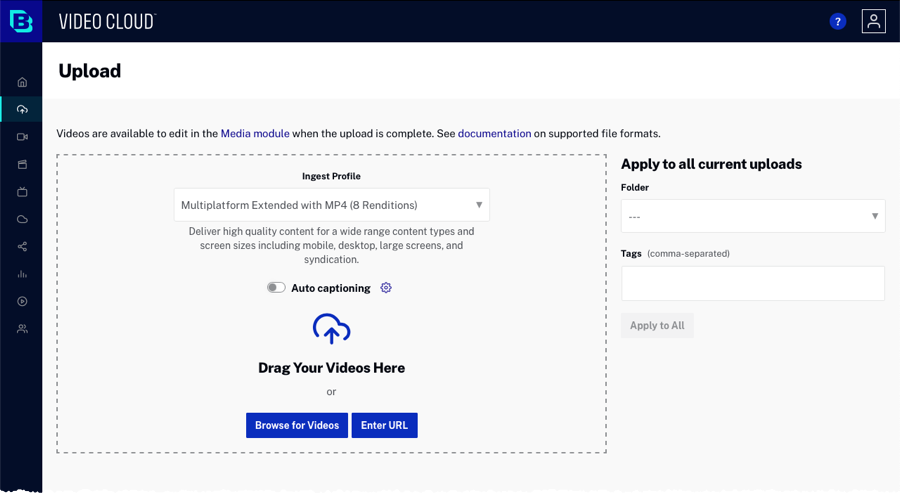 VIDEO CLOUD™
?
Upload
Videos are available to edit in the Media module when the upload is complete. See documentation on supported file formats.
Ingest Profile
Multiplatform Extended with MP4 (8 Renditions)
Deliver high quality content for a wide range content types and
screen sizes including mobile, desktop, large screens, and
syndication.
Auto captioning
Drag Your Videos Here
or
Browse for Videos
Enter URL
Apply to all current uploads
Folder
---
Tags (comma-separated)
Apply to All